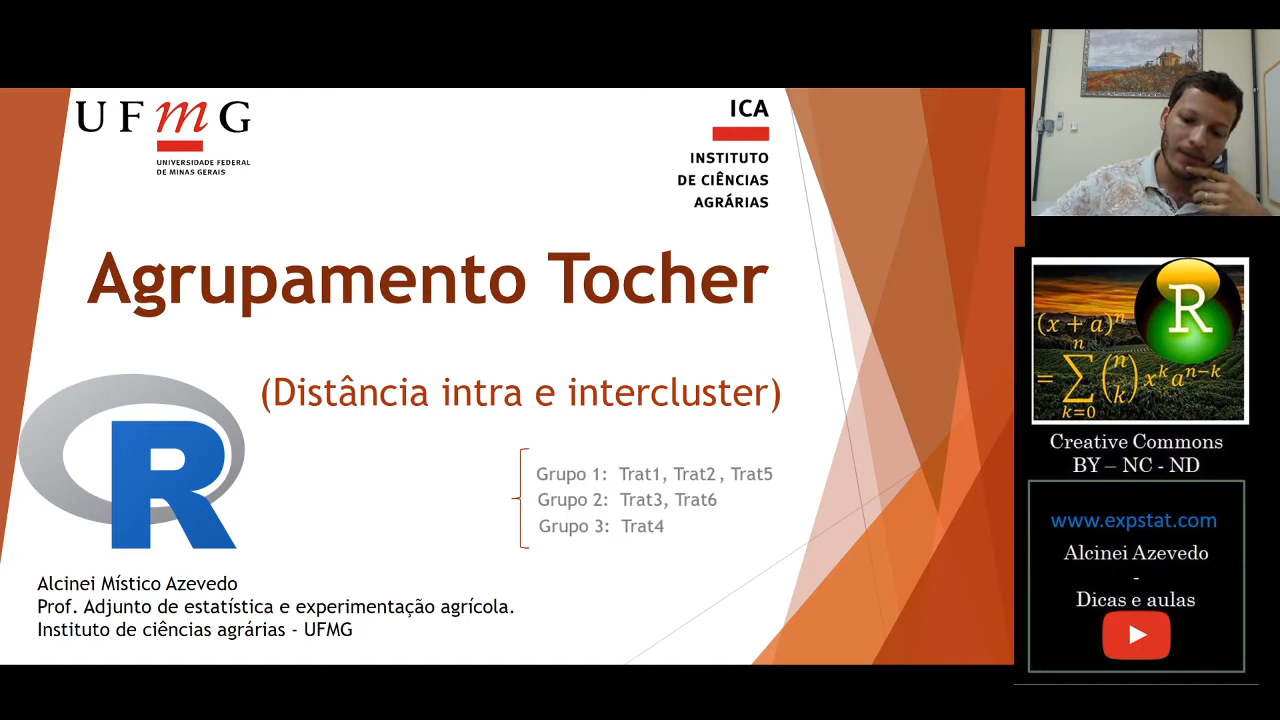 UFmG
UNIVERSIDADE FEDERAL
DE MINAS GERAIS
ICA
INSTITUTO
DE CIÊNCIAS
AGRÁRIAS
Agrupamento Tocher
(Distância intra e intercluster)
R
Grupo 1: Trat1, Trat2 , Trat5
Grupo 2: Trat3, Trat6
Grupo 3: Trat4
Alcinei Místico Azevedo
Prof. Adjunto de estatística e experimentação agrícola.
Instituto de ciências agrárias - UFMG
R
(x + a)ⁿ
n
= ∑ (n k) xᵏaⁿ⁻ᵏ
k=0
Creative Commons
BY – NC - ND
www.expstat.com
Alcinei Azevedo
-
Dicas e aulas